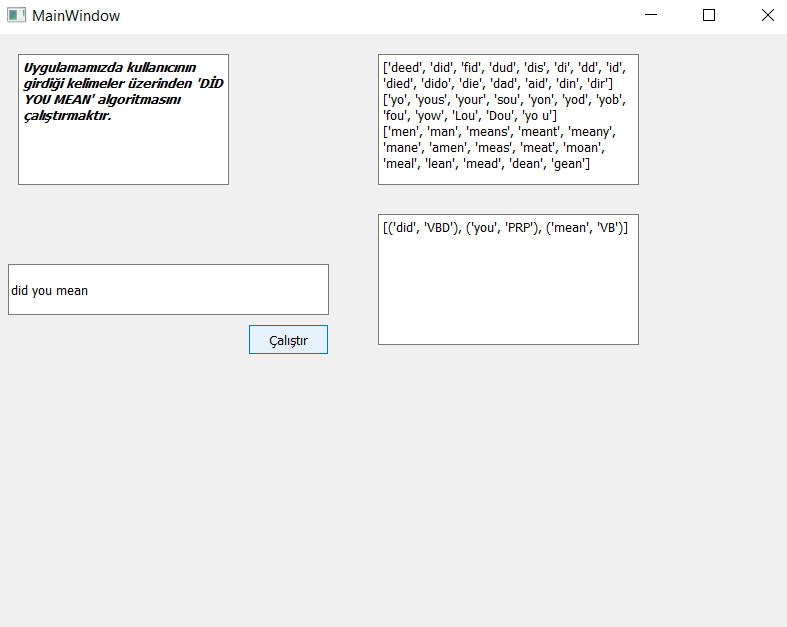 MainWindow
Uygulamamızda kullanıcının
girdiği kelimeler üzerinden 'DİD
YOU MEAN' algoritmasını
çalıştırmaktır.
['deed', 'did', 'fid', 'dud', 'dis', 'di', 'dd', 'id',
'died', 'dido', 'die', 'dad', 'aid', 'din', 'dir']
['yo', 'yous', 'your', 'sou', 'yon', 'yod', 'yob',
'fou', 'yow', 'Lou', 'Dou', 'yo u']
['men', 'man', 'means', 'meant', 'meany',
'mane', 'amen', 'meas', 'meat', 'moan',
'meal', 'lean', 'mead', 'dean', 'gean']
[('did', 'VBD'), ('you', 'PRP'), ('mean', 'VB')]
did you mean
Çalıştır